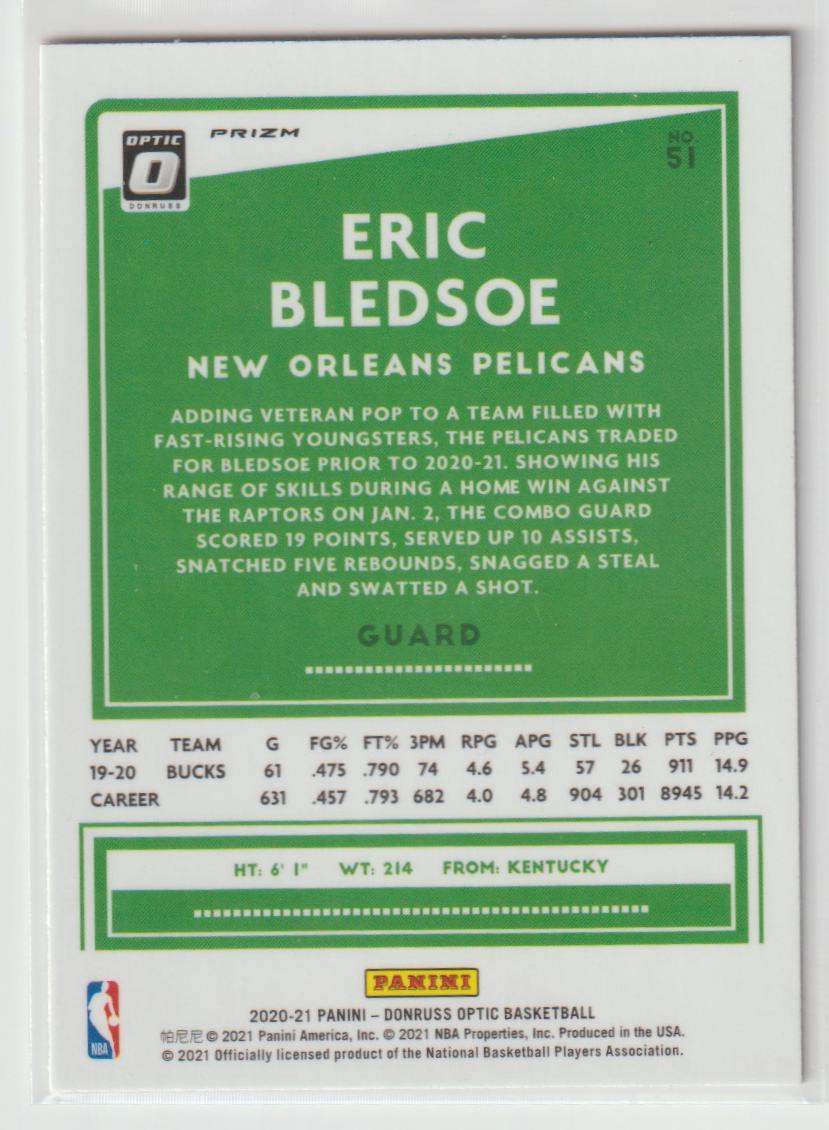 OPTIC
O
DONRUSS
PRIZM
NO.
51
ERIC
BLEDSOE
NEW ORLEANS PELICANS
ADDING VETERAN POP TO A TEAM FILLED WITH
FAST-RISING YOUNGSTERS, THE PELICANS TRADED
FOR BLEDSOE PRIOR TO 2020-21. SHOWING HIS
RANGE OF SKILLS DURING A HOME WIN AGAINST
THE RAPTORS ON JAN. 2, THE COMBO GUARD
SCORED 19 POINTS, SERVED UP 10 ASSISTS,
SNATCHED FIVE REBOUNDS, SNAGGED A STEAL
AND SWATTED A SHOT.
GUARD
YEAR TEAM G FG% FT% 3PM RPG APG STL BLK PTS PPG
19-20 BUCKS 61 .475 .790 74 4.6 5.4 57 26 911 14.9
CAREER 631 .457 .793 682 4.0 4.8 904 301 8945 14.2
HT: 6' 1" WT: 214 FROM: KENTUCKY
PANINI
NBA
2020-21 PANINI – DONRUSS OPTIC BASKETBALL
帕尼尼 © 2021 Panini America, Inc. © 2021 NBA Properties, Inc. Produced in the USA.
© 2021 Officially licensed product of the National Basketball Players Association.